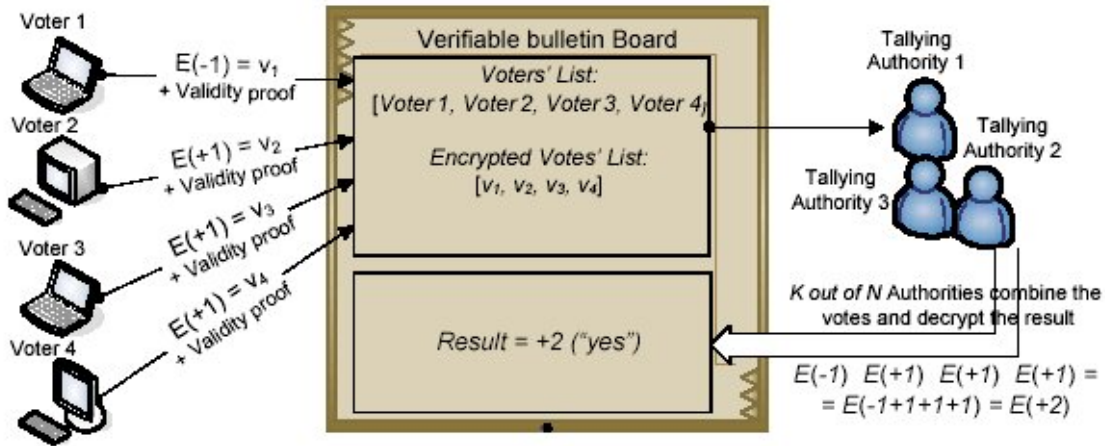 Voter 1
E(-1) = v₁
+ Validity proof
Voter 2
E(+1) = v₂
+ Validity proof
Voter 3
E(+1) = v₃
+ Validity proof
Voter 4
E(+1) = v₄
+ Validity proof
Verifiable bulletin Board
Voters' List:
[Voter 1, Voter 2, Voter 3, Voter 4]
Encrypted Votes' List:
[v₁, v₂, v₃, v₄]
Result = +2 ("yes")
Tallying
Authority 1
Tallying
Authority 2
Tallying
Authority 3
K out of N Authorities combine the
votes and decrypt the result
E(-1) E(+1) E(+1) E(+1) =
= E(-1+1+1+1) = E(+2)